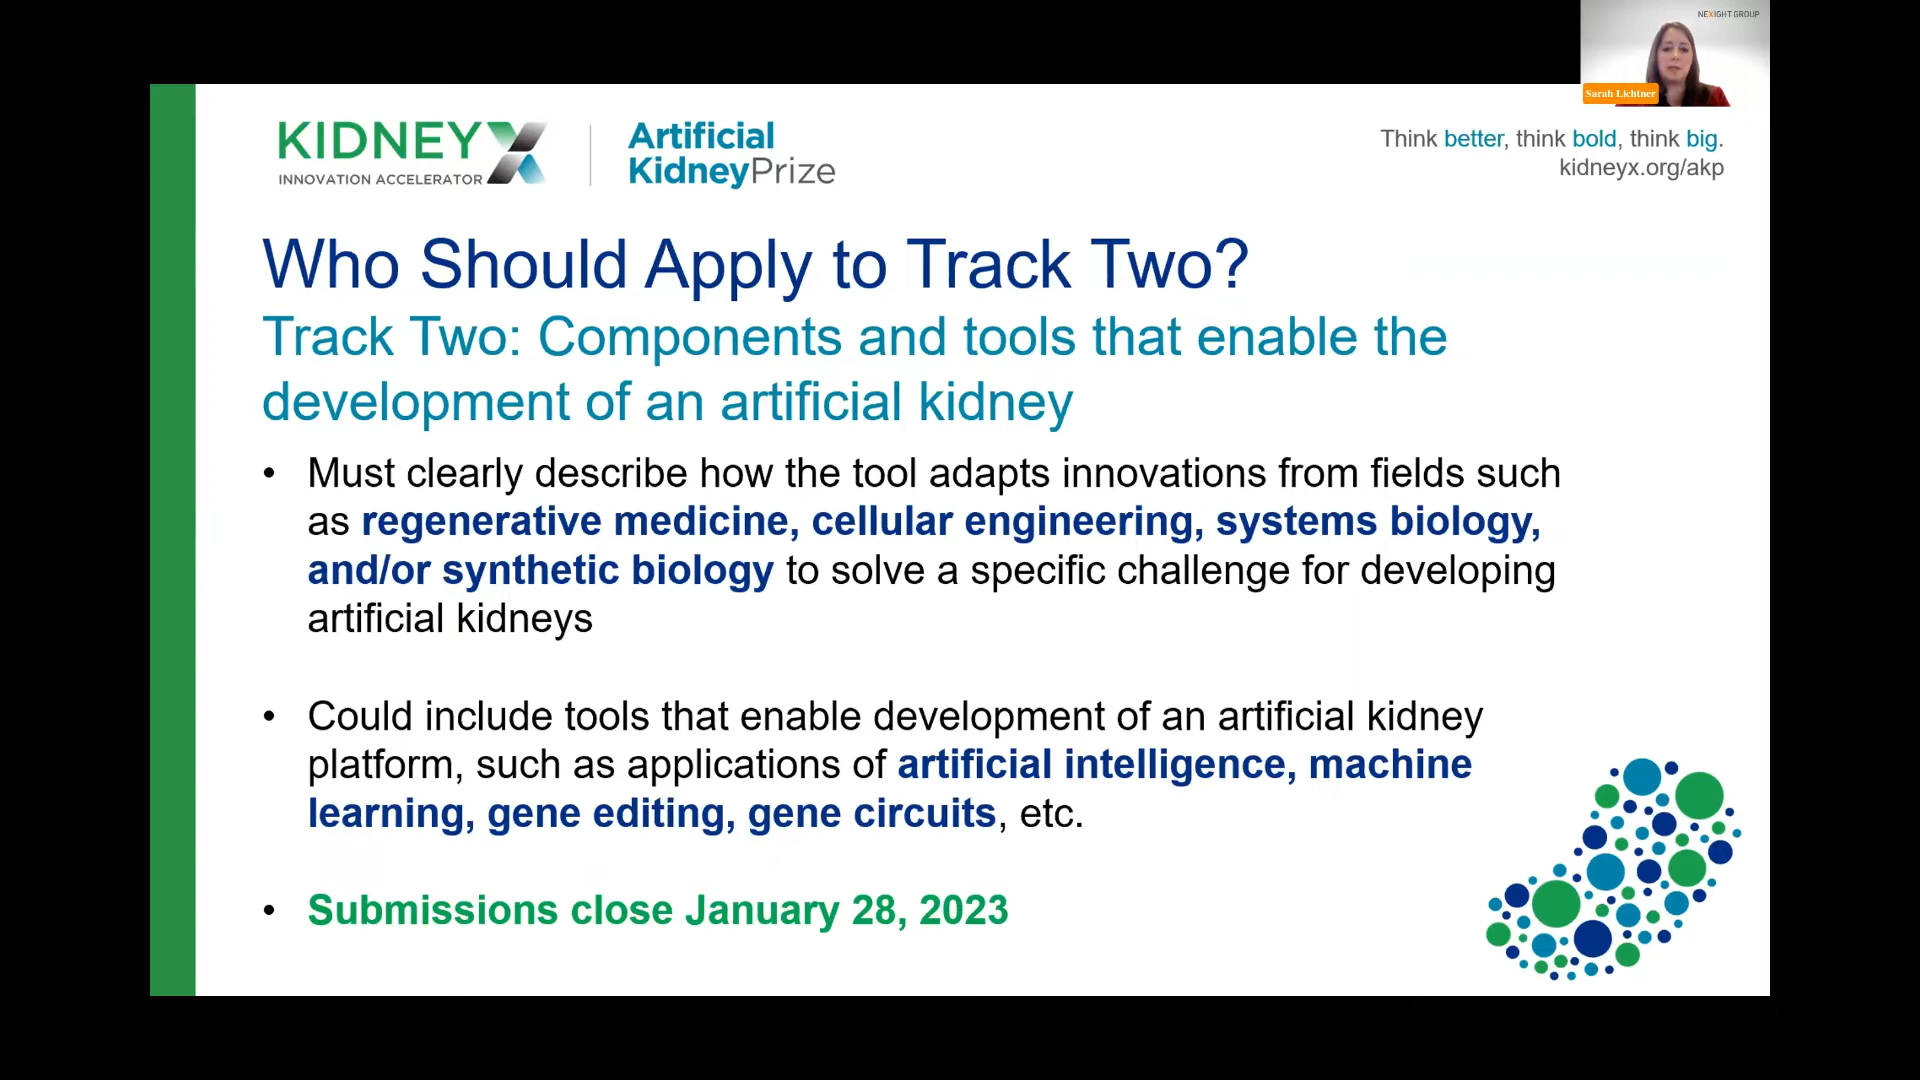 NEXIGHT GROUP
Sarah Lichtner
KIDNEYX
INNOVATION ACCELERATOR
Artificial
KidneyPrize
Think better, think bold, think big.
kidneyx.org/akp
Who Should Apply to Track Two?
Track Two: Components and tools that enable the
development of an artificial kidney
• Must clearly describe how the tool adapts innovations from fields such
as regenerative medicine, cellular engineering, systems biology,
and/or synthetic biology to solve a specific challenge for developing
artificial kidneys
• Could include tools that enable development of an artificial kidney
platform, such as applications of artificial intelligence, machine
learning, gene editing, gene circuits, etc.
• Submissions close January 28, 2023